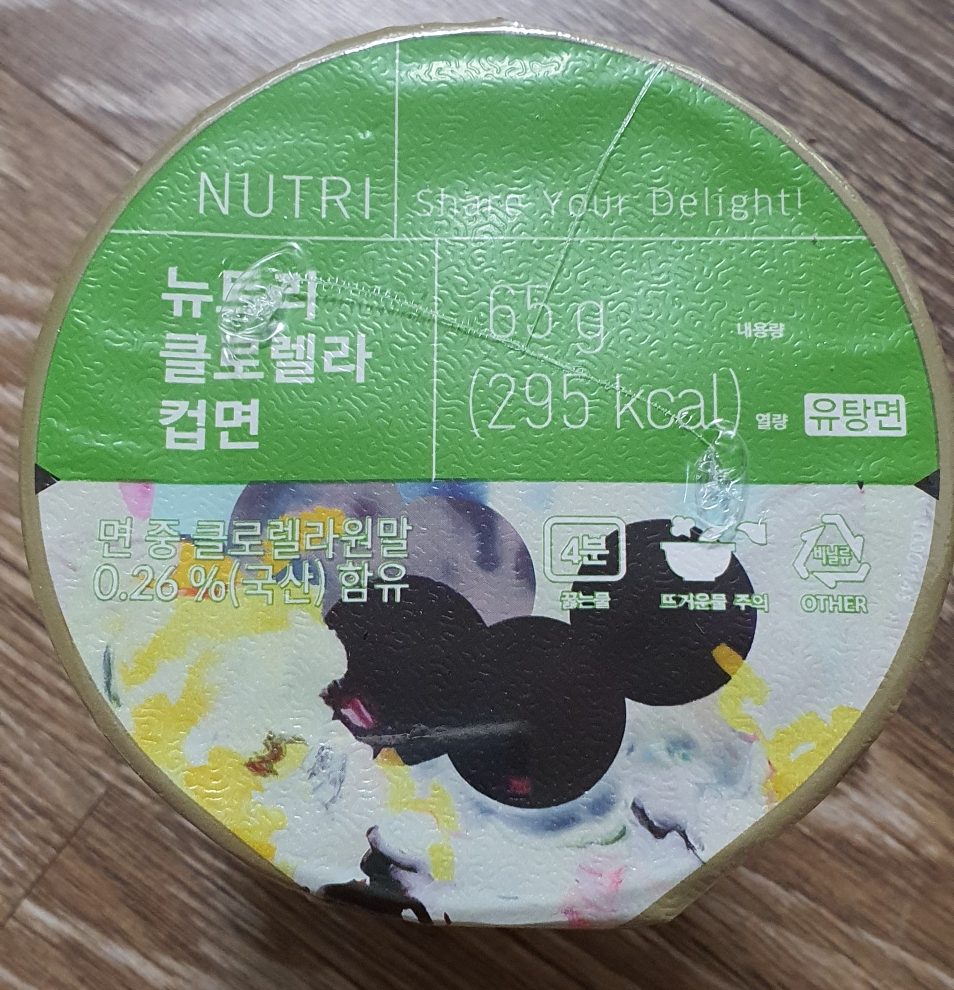 NUTRI
Share Your Delight!
뉴트리
클로렐라
컵면
65 g 내용량
(295 kcal) 열량 유탕면
면 중 클로렐라원말
0.26 %(국산) 함유
4분
끓는물
뜨거운물 주의
비닐류
OTHER